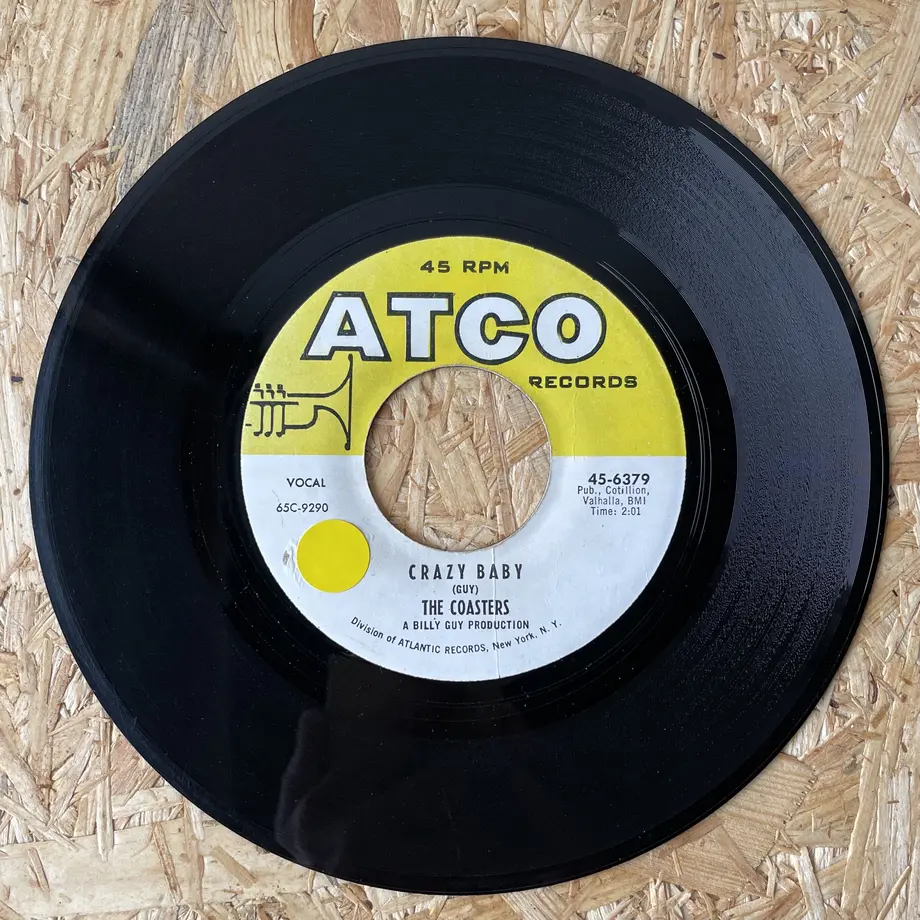 45 RPM
ATCO
RECORDS
VOCAL
65C-9290
45-6379
Pub., Cotillion,
Valhalla, BMI
Time: 2:01
CRAZY BABY
(GUY)
THE COASTERS
A BILLY GUY PRODUCTION
Division of ATLANTIC RECORDS, New York, N. Y.